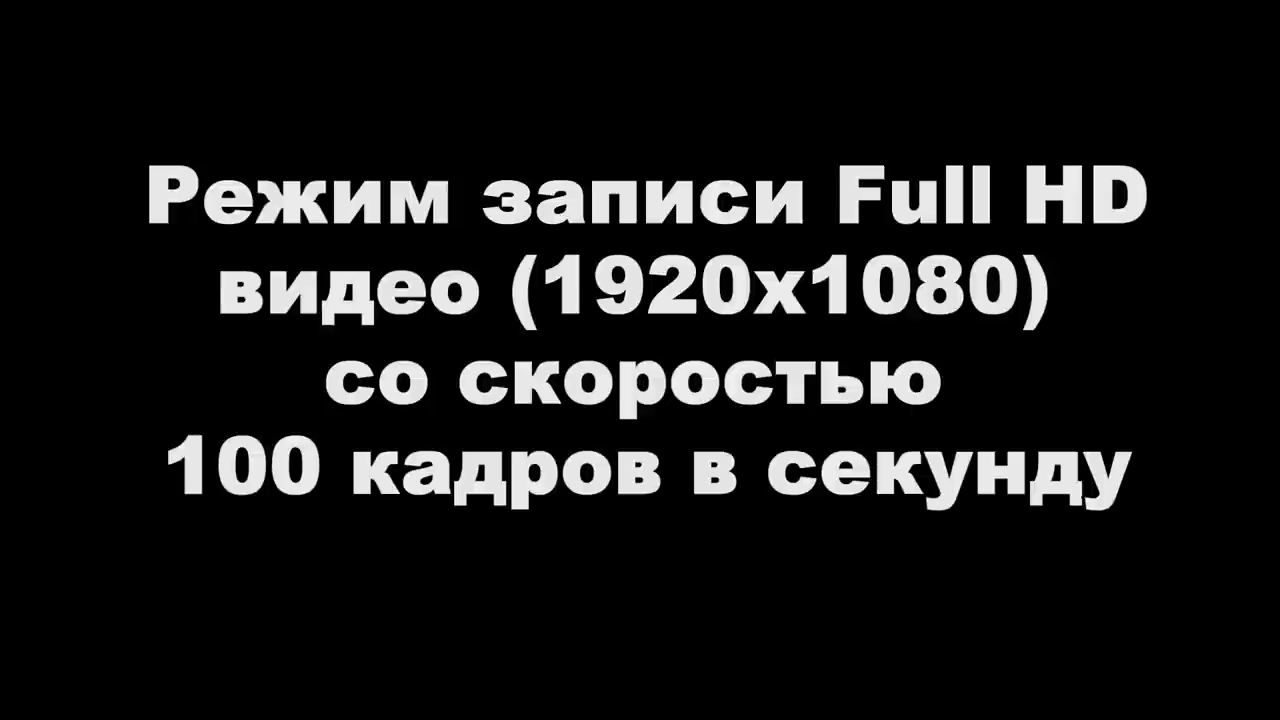 Режим записи Full HD
видео (1920x1080)
со скоростью
100 кадров в секунду